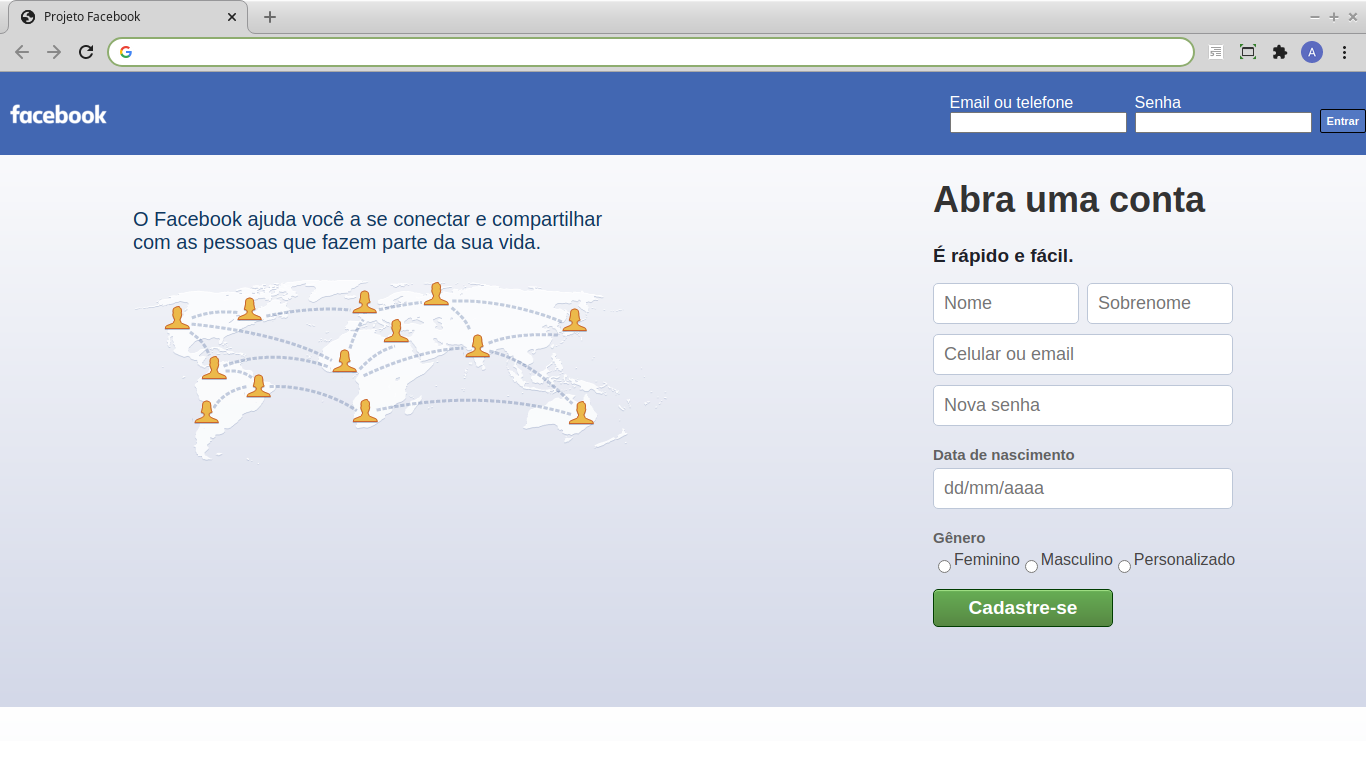 Projeto Facebook
A
facebook
Email ou telefone
Senha
Entrar
O Facebook ajuda você a se conectar e compartilhar
com as pessoas que fazem parte da sua vida.
Abra uma conta
É rápido e fácil.
Nome
Sobrenome
Celular ou email
Nova senha
Data de nascimento
dd/mm/aaaa
Gênero
Feminino
Masculino
Personalizado
Cadastre-se